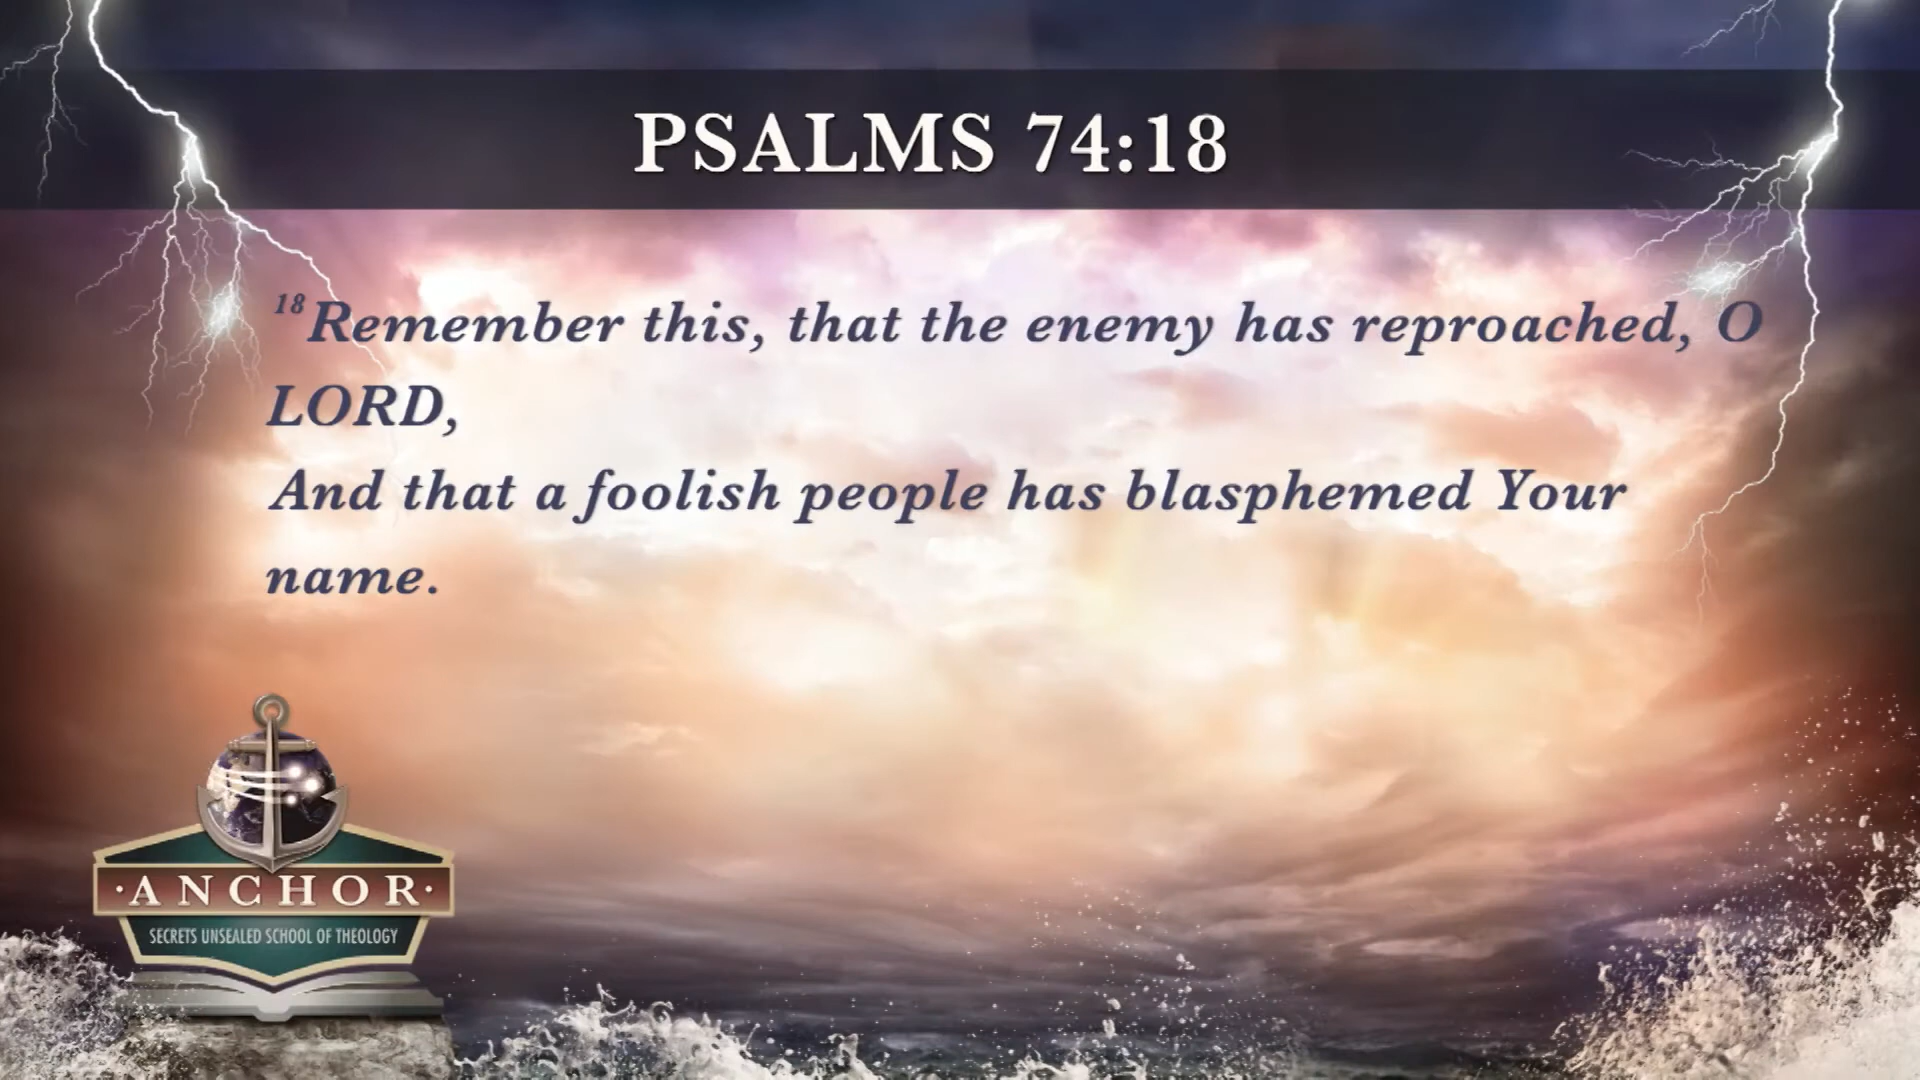 PSALMS 74:18
18Remember this, that the enemy has reproached, O
LORD,
And that a foolish people has blasphemed Your
name.
·ANCHOR·
SECRETS UNSEALED SCHOOL OF THEOLOGY